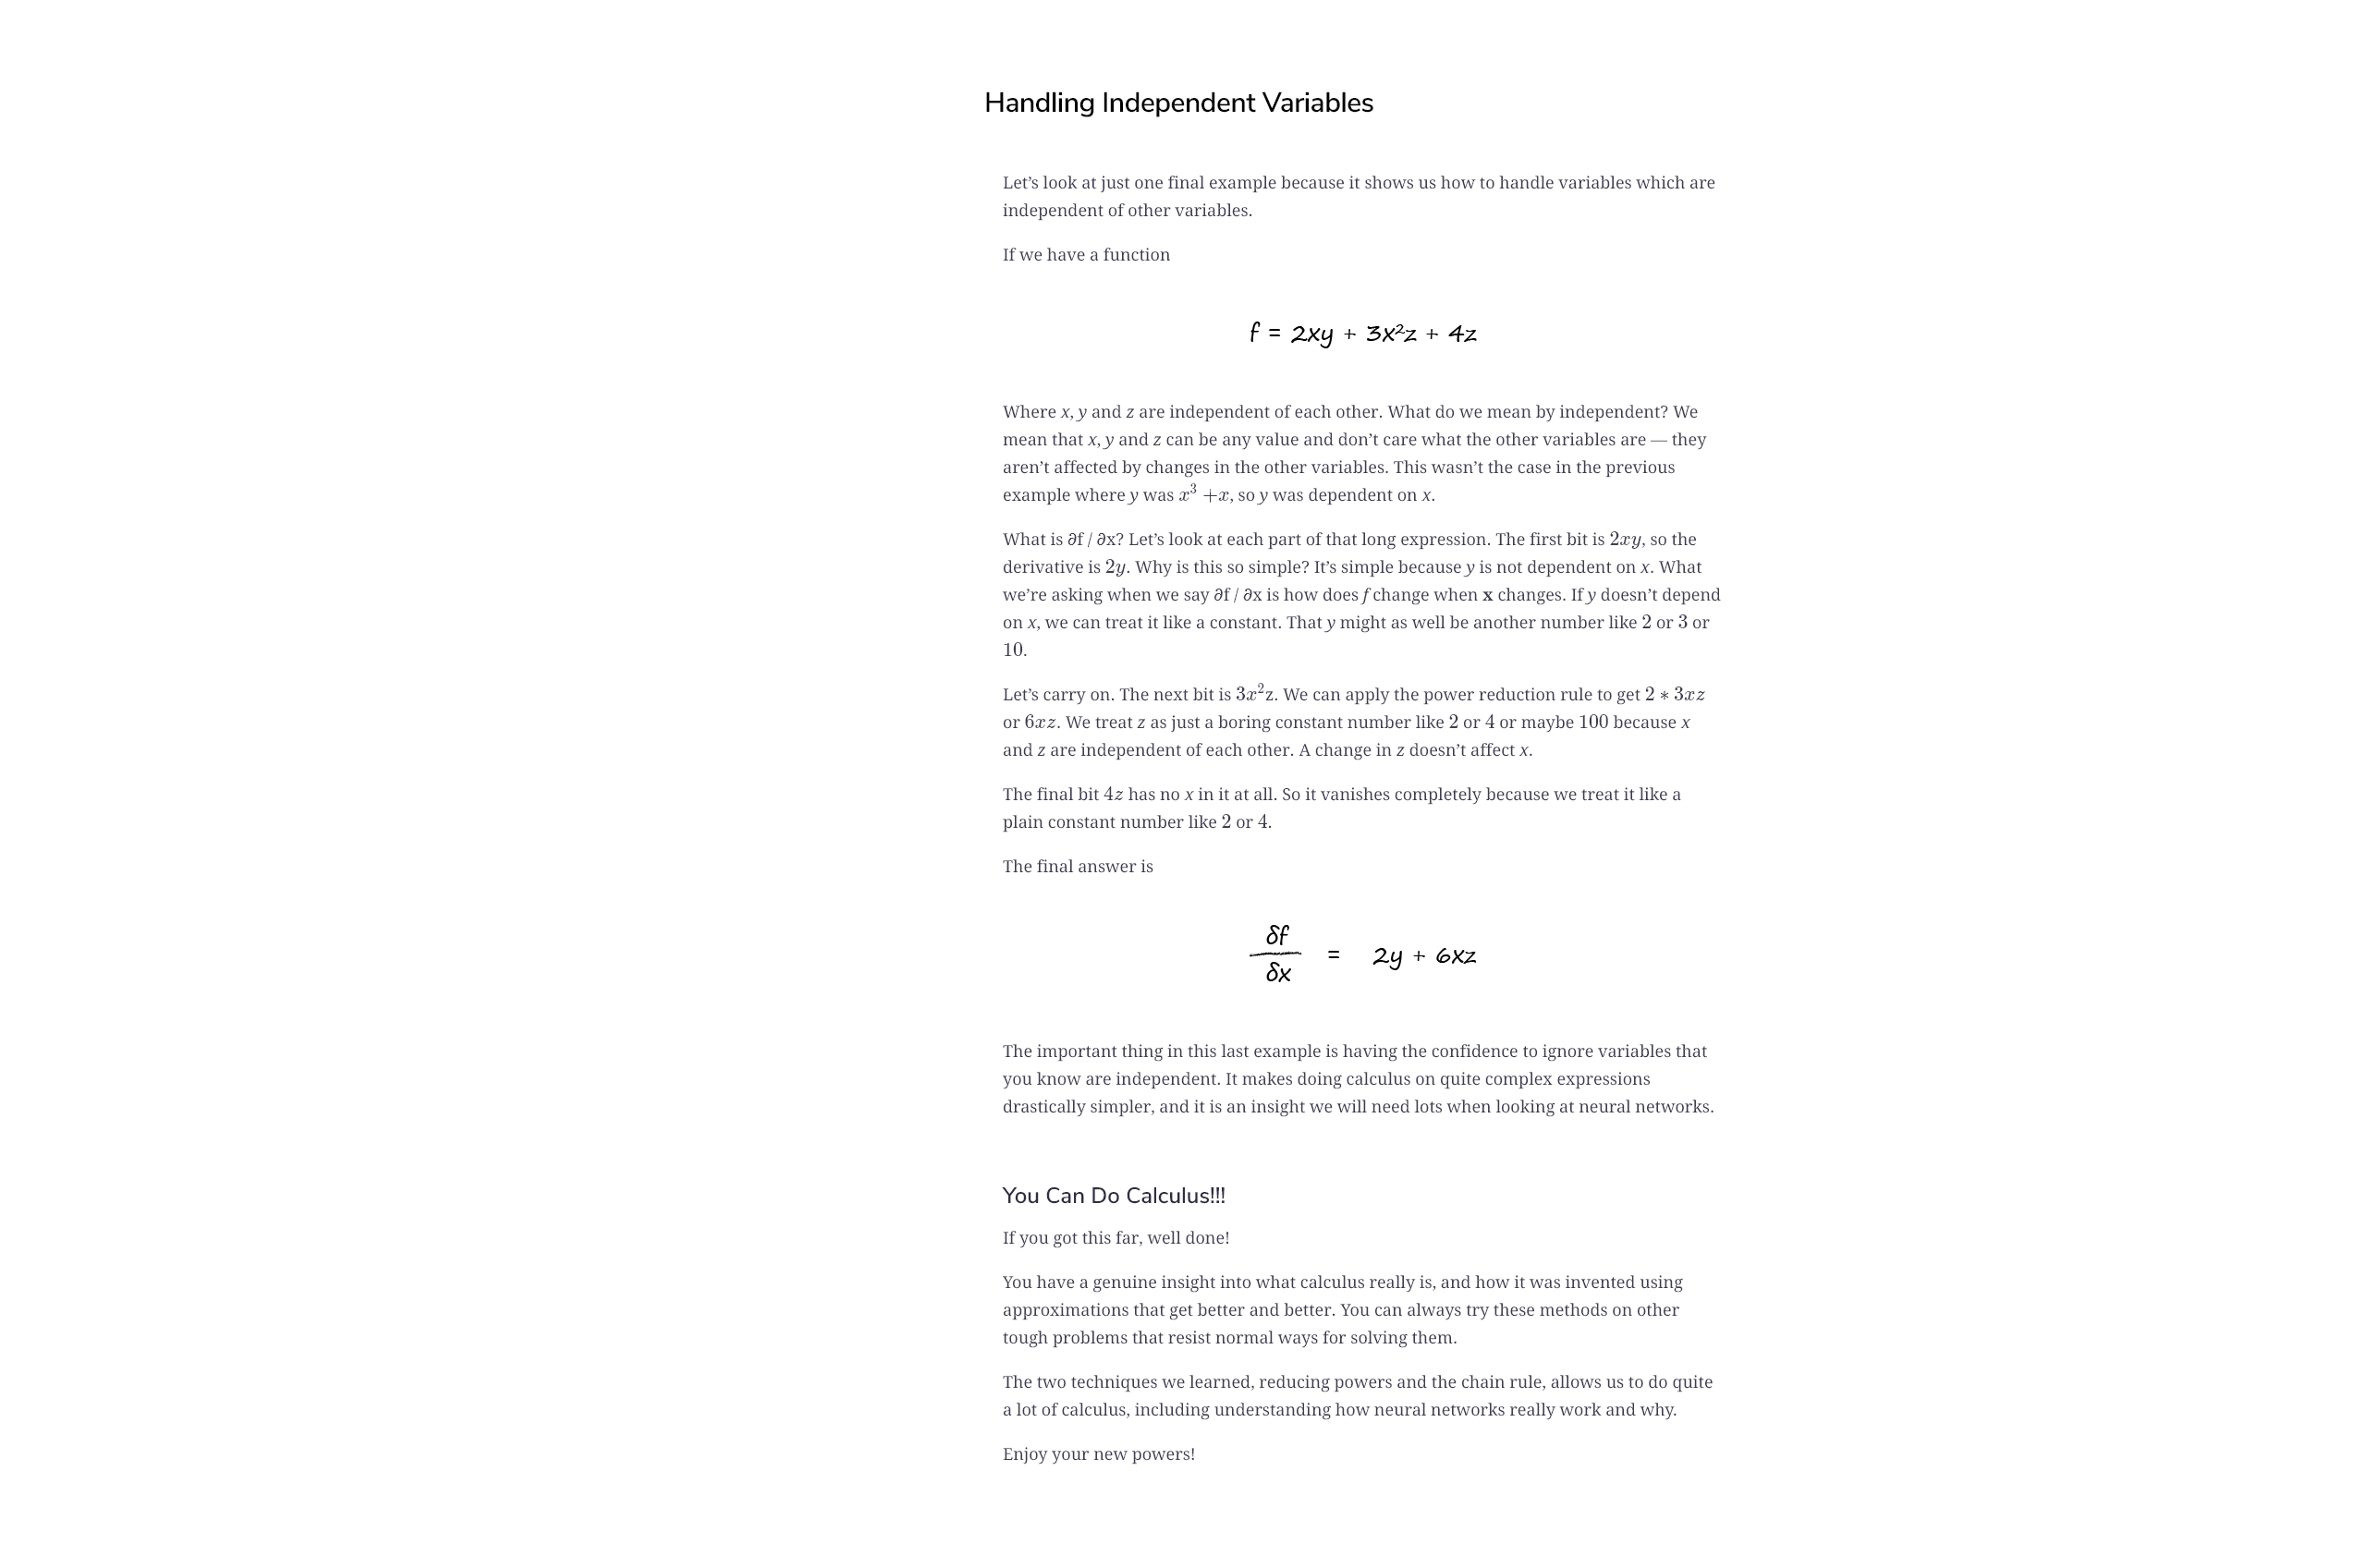 Handling Independent Variables
Let’s look at just one final example because it shows us how to handle variables which are
independent of other variables.
If we have a function
f = 2xy + 3x²z + 4z
Where x, y and z are independent of each other. What do we mean by independent? We
mean that x, y and z can be any value and don’t care what the other variables are — they
aren’t affected by changes in the other variables. This wasn’t the case in the previous
example where y was x³ +x, so y was dependent on x.
What is ∂f / ∂x? Let’s look at each part of that long expression. The first bit is 2xy, so the
derivative is 2y. Why is this so simple? It’s simple because y is not dependent on x. What
we’re asking when we say ∂f / ∂x is how does f change when x changes. If y doesn’t depend
on x, we can treat it like a constant. That y might as well be another number like 2 or 3 or
10.
Let’s carry on. The next bit is 3x²z. We can apply the power reduction rule to get 2 ∗ 3xz
or 6xz. We treat z as just a boring constant number like 2 or 4 or maybe 100 because x
and z are independent of each other. A change in z doesn’t affect x.
The final bit 4z has no x in it at all. So it vanishes completely because we treat it like a
plain constant number like 2 or 4.
The final answer is
δf
= 2y + 6xz
δx
The important thing in this last example is having the confidence to ignore variables that
you know are independent. It makes doing calculus on quite complex expressions
drastically simpler, and it is an insight we will need lots when looking at neural networks.
You Can Do Calculus!!!
If you got this far, well done!
You have a genuine insight into what calculus really is, and how it was invented using
approximations that get better and better. You can always try these methods on other
tough problems that resist normal ways for solving them.
The two techniques we learned, reducing powers and the chain rule, allows us to do quite
a lot of calculus, including understanding how neural networks really work and why.
Enjoy your new powers!